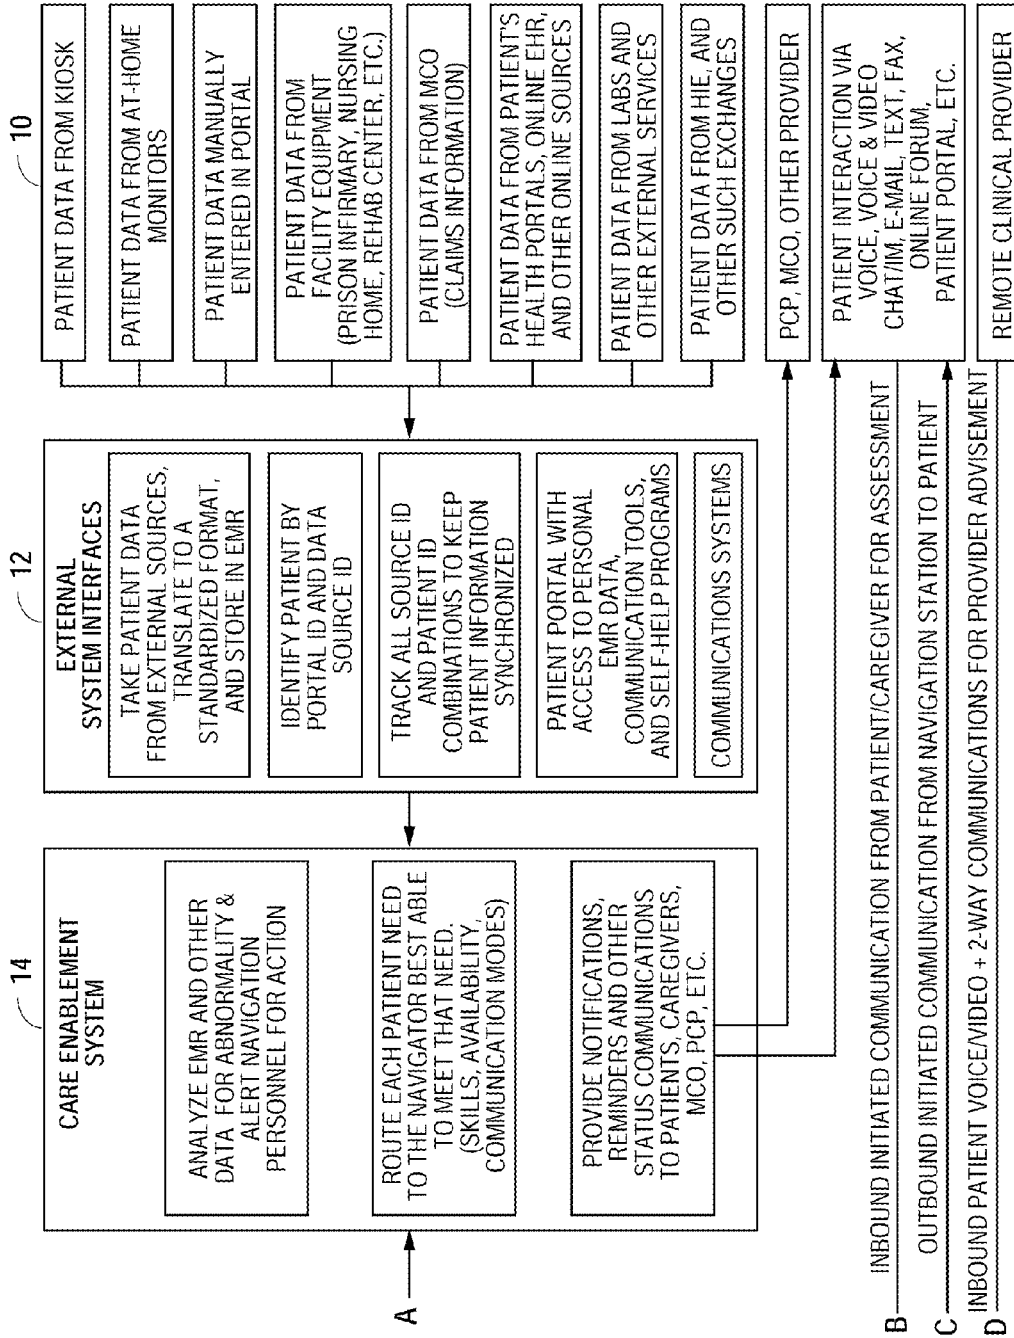 14
CARE ENABLEMENT
SYSTEM
ANALYZE EMR AND OTHER
DATA FOR ABNORMALITY &
ALERT NAVIGATION
PERSONNEL FOR ACTION
ROUTE EACH PATIENT NEED
TO THE NAVIGATOR BEST ABLE
TO MEET THAT NEED.
(SKILLS, AVAILABILITY,
COMMUNICATION MODES)
PROVIDE NOTIFICATIONS,
REMINDERS AND OTHER
STATUS COMMUNICATIONS
TO PATIENTS, CAREGIVERS,
MCO, PCP, ETC.
A
12
EXTERNAL
SYSTEM INTERFACES
TAKE PATIENT DATA
FROM EXTERNAL SOURCES,
TRANSLATE TO A
STANDARDIZED FORMAT,
AND STORE IN EMR
IDENTIFY PATIENT BY
PORTAL ID AND DATA
SOURCE ID
TRACK ALL SOURCE ID
AND PATIENT ID
COMBINATIONS TO KEEP
PATIENT INFORMATION
SYNCHRONIZED
PATIENT PORTAL WITH
ACCESS TO PERSONAL
EMR DATA,
COMMUNICATION TOOLS,
AND SELF-HELP PROGRAMS
COMMUNICATIONS SYSTEMS
10
PATIENT DATA FROM KIOSK
PATIENT DATA FROM AT-HOME
MONITORS
PATIENT DATA MANUALLY
ENTERED IN PORTAL
PATIENT DATA FROM
FACILITY EQUIPMENT
(PRISON INFIRMARY, NURSING
HOME, REHAB CENTER, ETC.)
PATIENT DATA FROM MCO
(CLAIMS INFORMATION)
PATIENT DATA FROM PATIENT'S
HEALTH PORTALS, ONLINE EHR,
AND OTHER ONLINE SOURCES
PATIENT DATA FROM LABS AND
OTHER EXTERNAL SERVICES
PATIENT DATA FROM HIE, AND
OTHER SUCH EXCHANGES
PCP, MCO, OTHER PROVIDER
PATIENT INTERACTION VIA
VOICE, VOICE & VIDEO
CHAT/IM, E-MAIL, TEXT, FAX,
ONLINE FORUM,
PATIENT PORTAL, ETC.
REMOTE CLINICAL PROVIDER
B
INBOUND INITIATED COMMUNICATION FROM PATIENT/CAREGIVER FOR ASSESSMENT
C
OUTBOUND INITIATED COMMUNICATION FROM NAVIGATION STATION TO PATIENT
D
INBOUND PATIENT VOICE/VIDEO + 2-WAY COMMUNICATIONS FOR PROVIDER ADVISEMENT